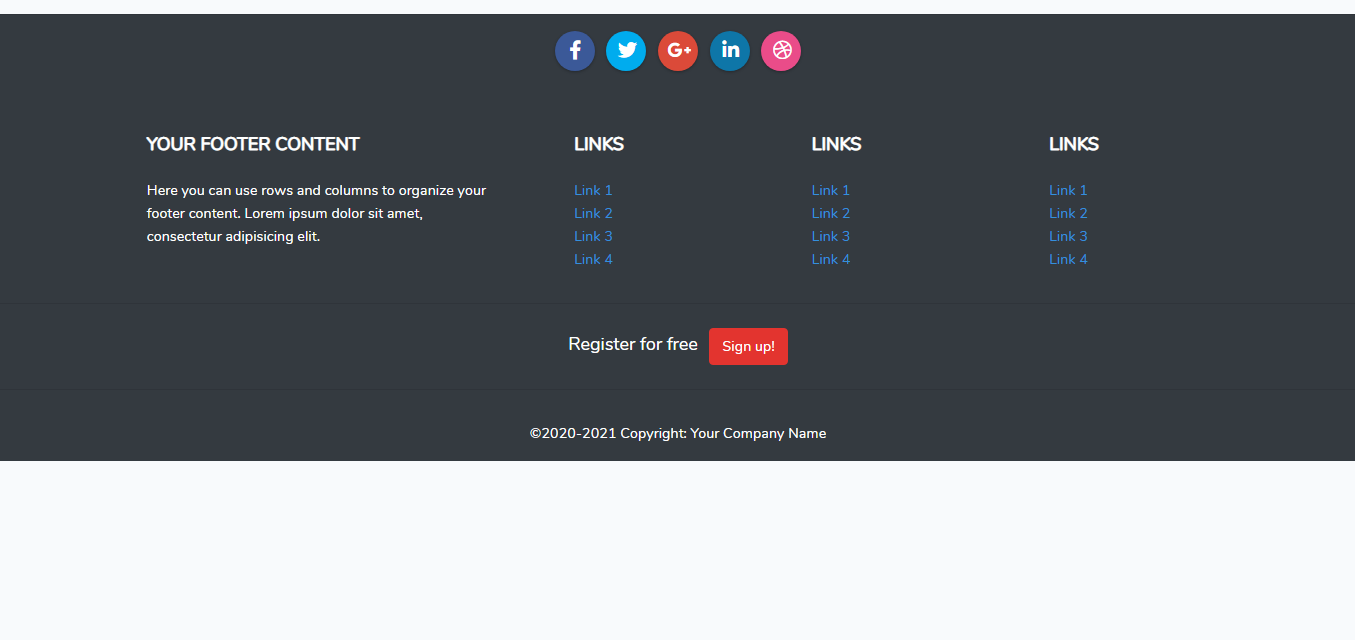 YOUR FOOTER CONTENT
Here you can use rows and columns to organize your
footer content. Lorem ipsum dolor sit amet,
consectetur adipisicing elit.
LINKS
Link 1
Link 2
Link 3
Link 4
LINKS
Link 1
Link 2
Link 3
Link 4
LINKS
Link 1
Link 2
Link 3
Link 4
Register for free
Sign up!
©2020-2021 Copyright: Your Company Name